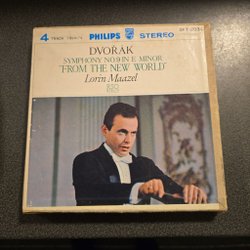 4 TRACK PHILIPS STEREO
DVOŘÁK
SYMPHONY NO.9 IN E MINOR
"FROM THE NEW WORLD"
Lorin Maazel